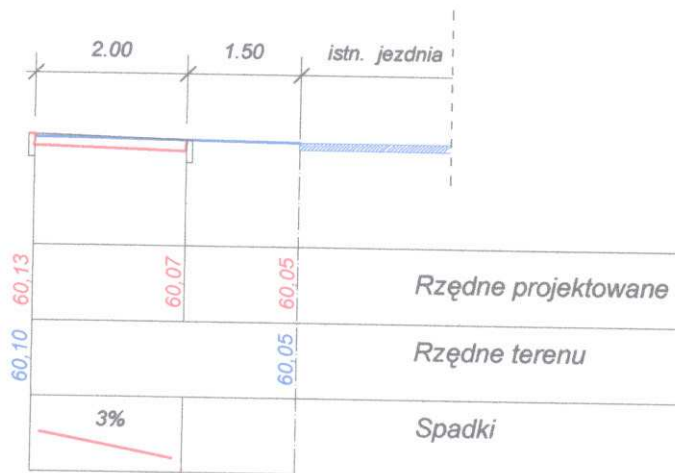 2.00 1.50 istn. jezdnia
60,13 60,07 60,05 Rzędne projektowane
60,10 60,05 Rzędne terenu
3% Spadki